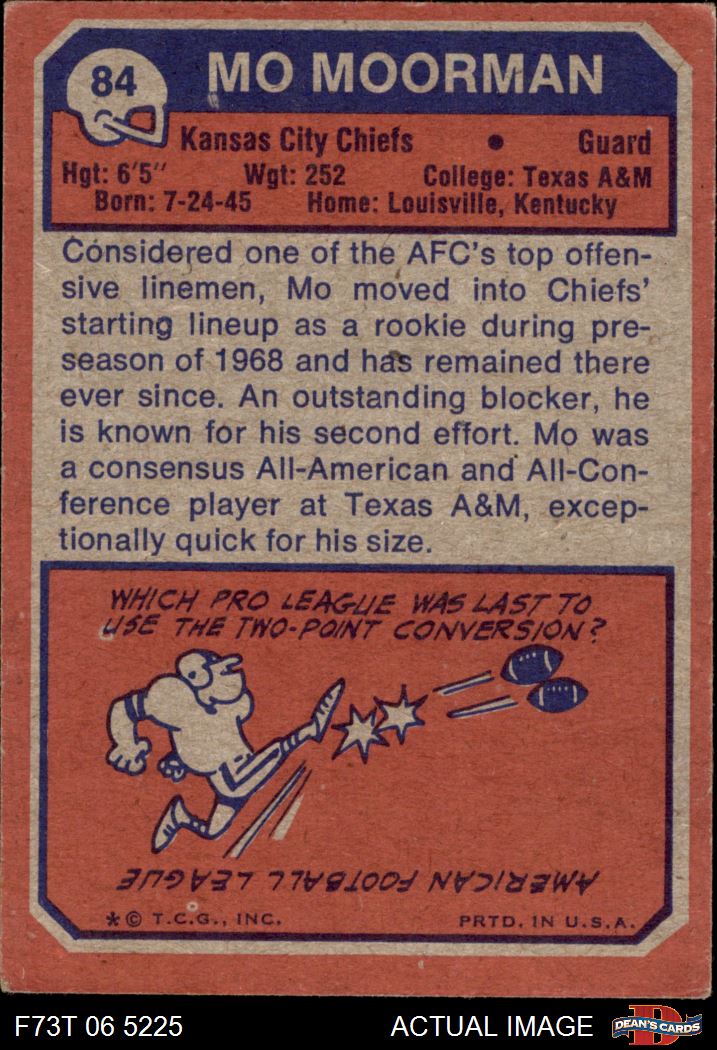 84
MO MOORMAN
Kansas City Chiefs • Guard
Hgt: 6'5" Wgt: 252 College: Texas A&M
Born: 7-24-45 Home: Louisville, Kentucky
Considered one of the AFC's top offen-
sive linemen, Mo moved into Chiefs'
starting lineup as a rookie during pre-
season of 1968 and has remained there
ever since. An outstanding blocker, he
is known for his second effort. Mo was
a consensus All-American and All-Con-
ference player at Texas A&M, excep-
tionally quick for his size.
WHICH PRO LEAGUE WAS LAST TO
USE THE TWO-POINT CONVERSION?
AMERICAN FOOTBALL LEAGUE
*© T.C.G., INC. PRTD. IN U.S.A.
F73T 06 5225 ACTUAL IMAGE D DEAN'S CARDS